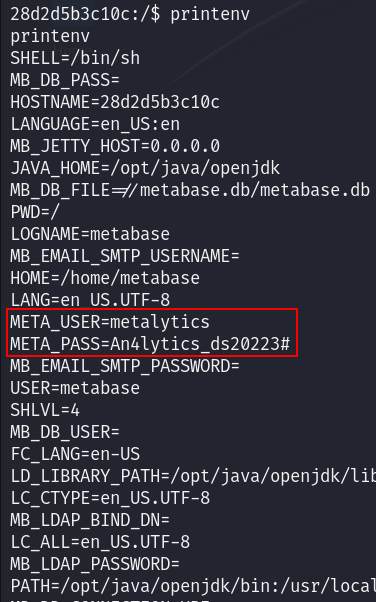 28d2d5b3c10c:/$ printenv
printenv
SHELL=/bin/sh
MB_DB_PASS=
HOSTNAME=28d2d5b3c10c
LANGUAGE=en_US:en
MB_JETTY_HOST=0.0.0.0
JAVA_HOME=/opt/java/openjdk
MB_DB_FILE=//metabase.db/metabase.db
PWD=/
LOGNAME=metabase
MB_EMAIL_SMTP_USERNAME=
HOME=/home/metabase
LANG=en_US.UTF-8
META_USER=metalytics
META_PASS=An4lytics_ds20223#
MB_EMAIL_SMTP_PASSWORD=
USER=metabase
SHLVL=4
MB_DB_USER=
FC_LANG=en-US
LD_LIBRARY_PATH=/opt/java/openjdk/lib
LC_CTYPE=en_US.UTF-8
MB_LDAP_BIND_DN=
LC_ALL=en_US.UTF-8
MB_LDAP_PASSWORD=
PATH=/opt/java/openjdk/bin:/usr/local